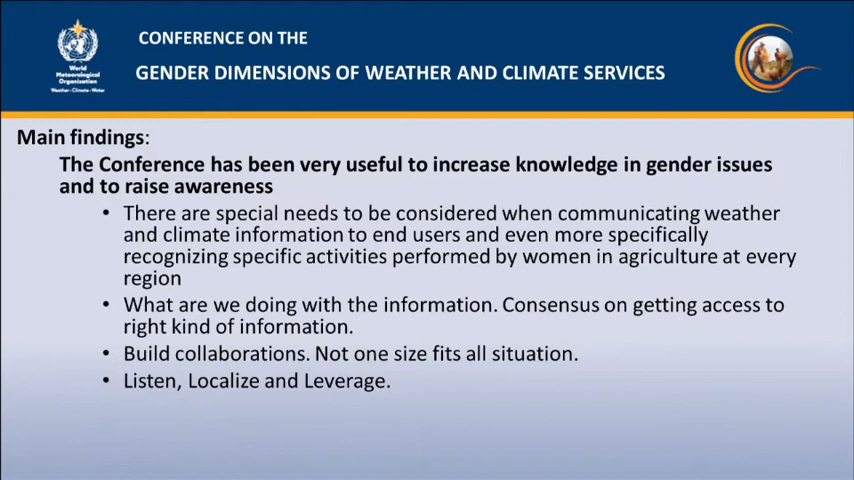 CONFERENCE ON THE
World
Meteorological
Organization
Weather · Climate · Water
GENDER DIMENSIONS OF WEATHER AND CLIMATE SERVICES
Main findings:
The Conference has been very useful to increase knowledge in gender issues
and to raise awareness
• There are special needs to be considered when communicating weather
and climate information to end users and even more specifically
recognizing specific activities performed by women in agriculture at every
region
• What are we doing with the information. Consensus on getting access to
right kind of information.
• Build collaborations. Not one size fits all situation.
• Listen, Localize and Leverage.